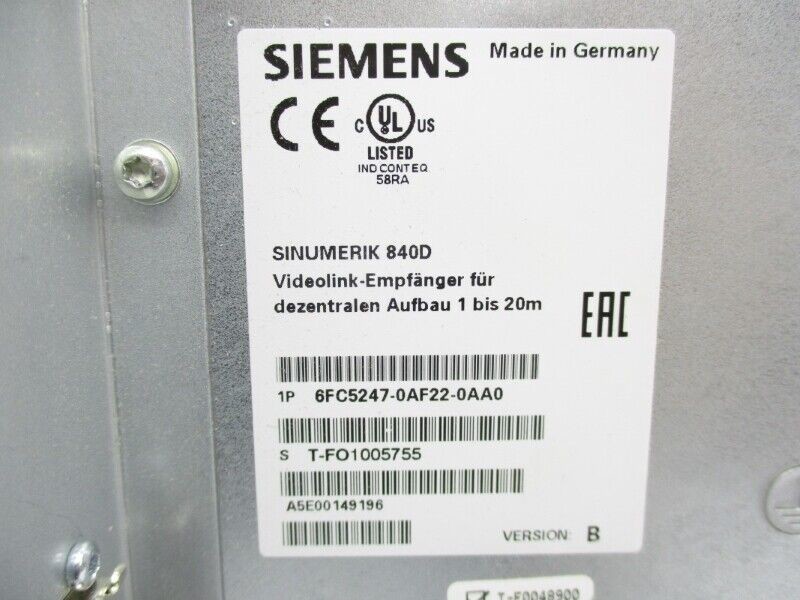 SIEMENS Made in Germany
CE C UL US
LISTED
IND CONT EQ
58RA
SINUMERIK 840D
Videolink-Empfänger für
dezentralen Aufbau 1 bis 20m
EAC
1P 6FC5247-0AF22-0AA0
S T-FO1005755
A5E00149196
VERSION: B
T-F0048900